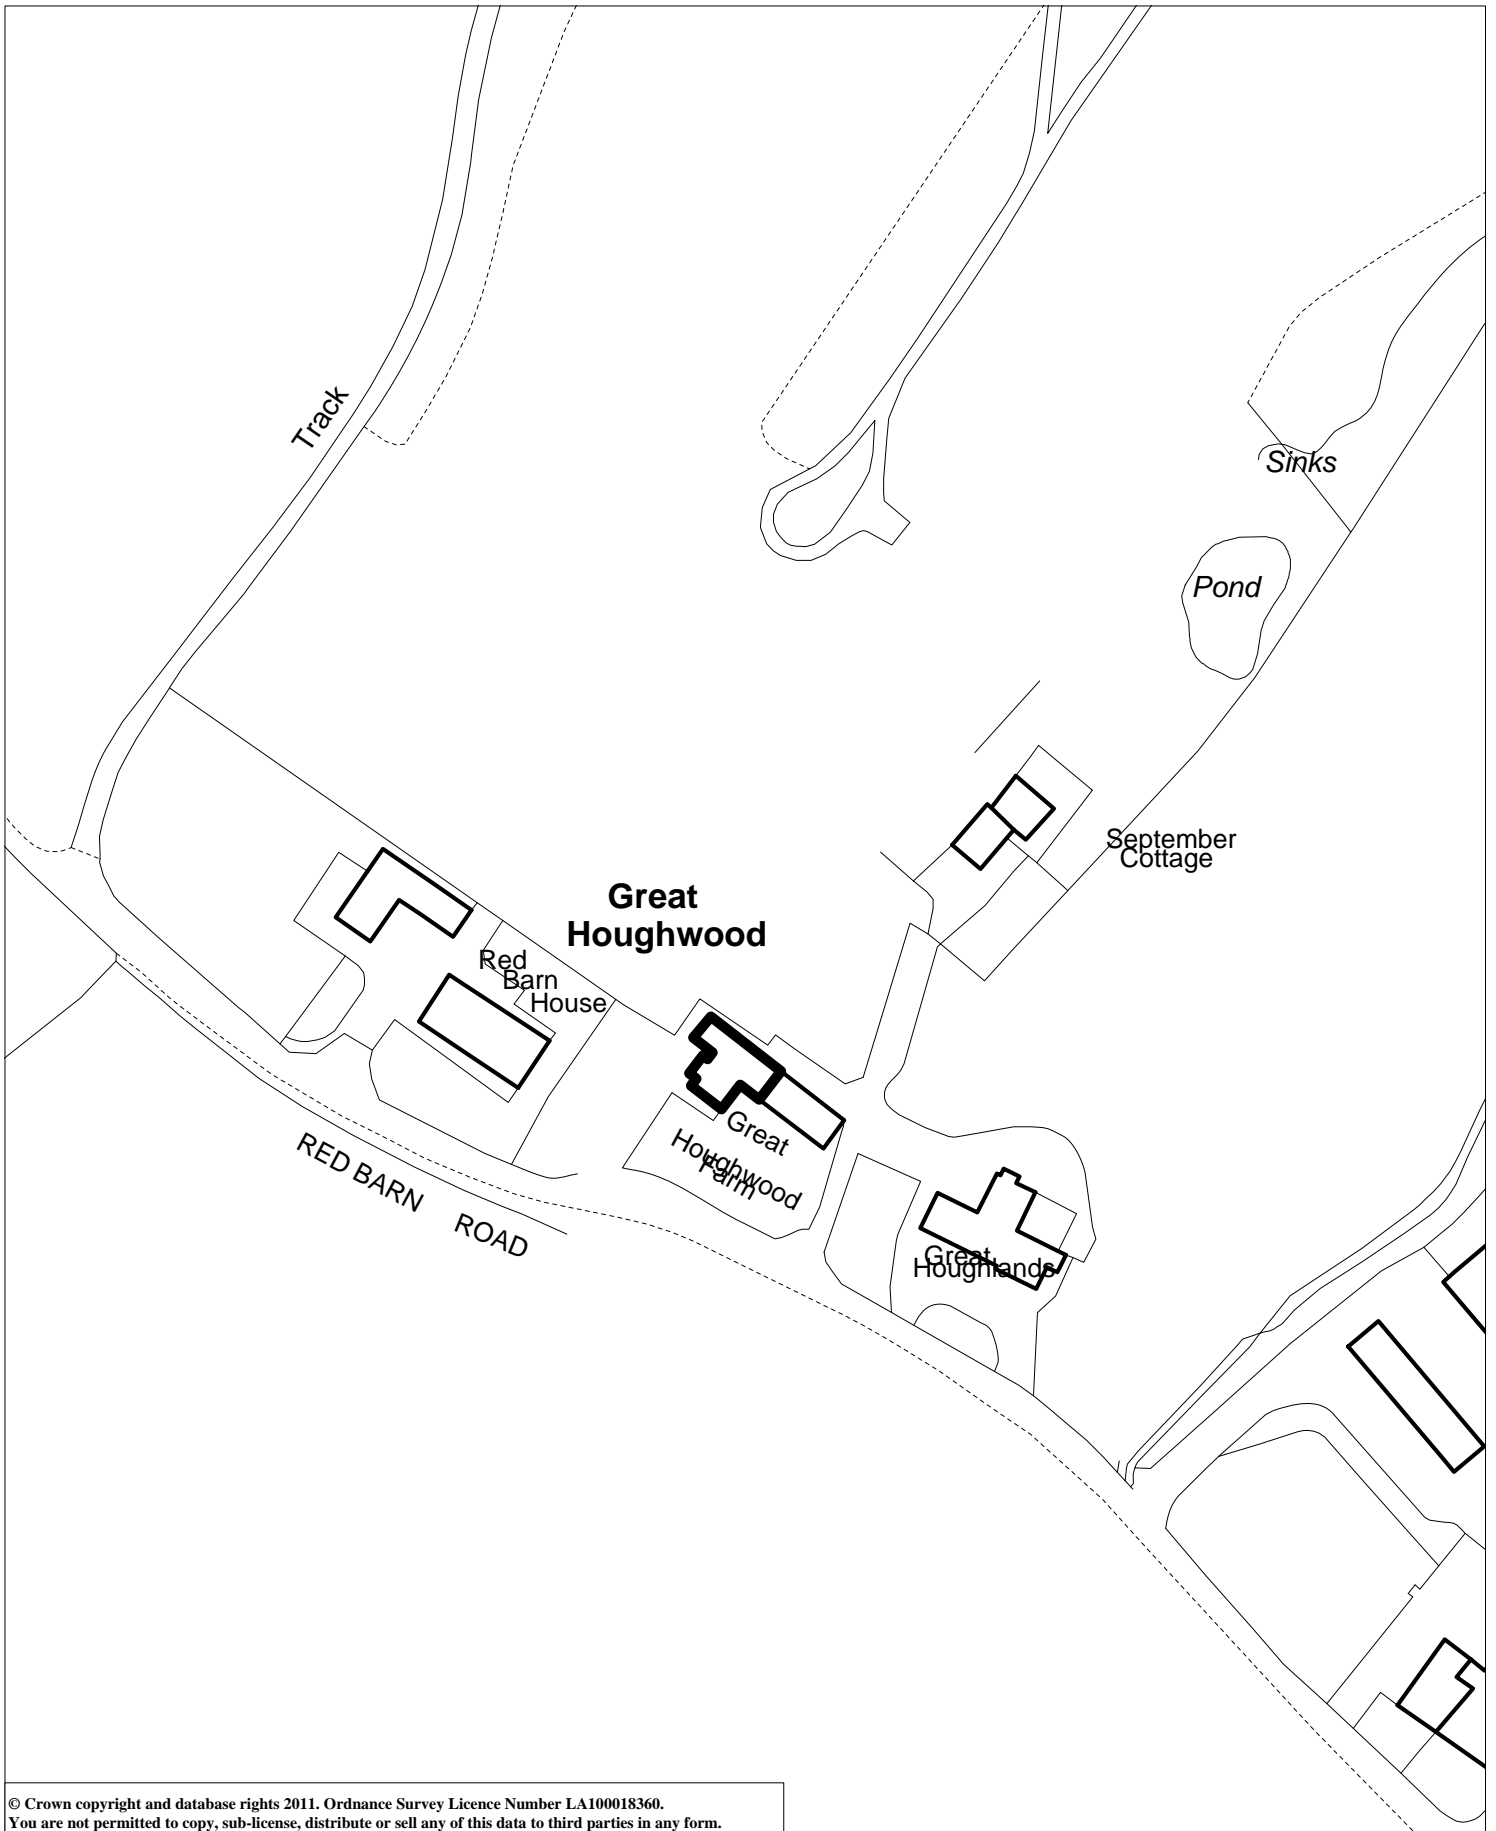 Track
Sinks
Pond
September
Cottage
Great
Houghwood
Red
Barn
House
Great
Houghwood
Farm
RED BARN ROAD
Great
Houghlands
© Crown copyright and database rights 2011. Ordnance Survey Licence Number LA100018360.
You are not permitted to copy, sub-license, distribute or sell any of this data to third parties in any form.